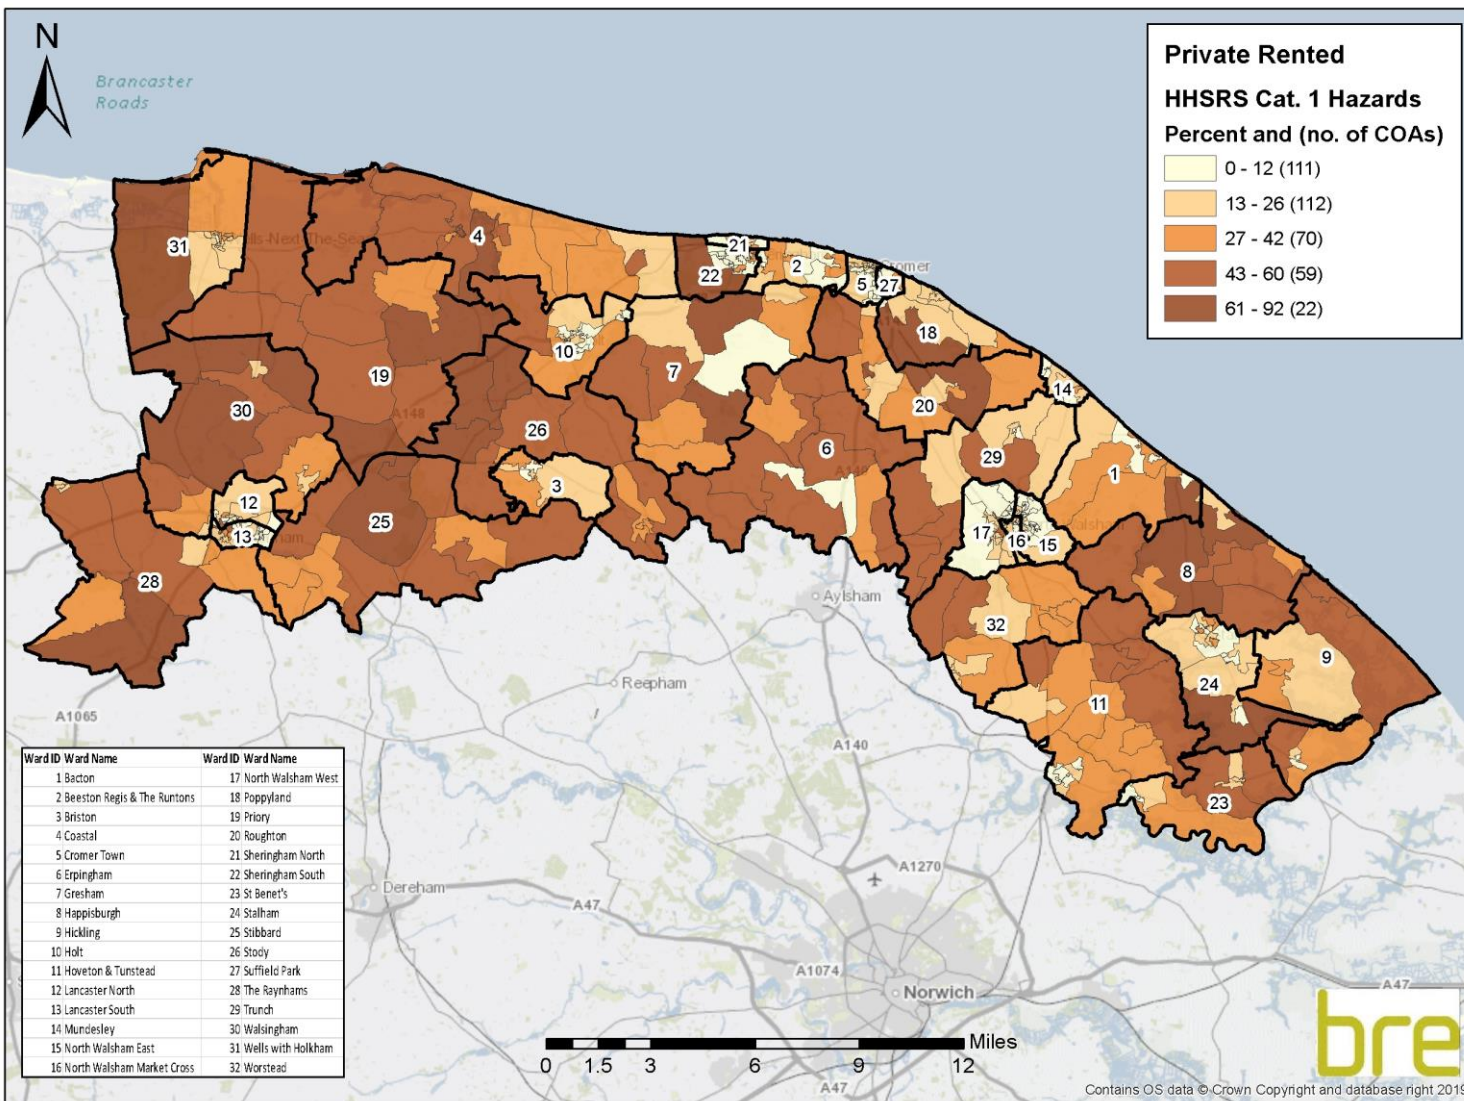 N
Brancaster
Roads
Private Rented
HHSRS Cat. 1 Hazards
Percent and (no. of COAs)
0 - 12 (111)
13 - 26 (112)
27 - 42 (70)
43 - 60 (59)
61 - 92 (22)
31
4
21
22
2
5
Cromer
27
18
10
7
19
A148
30
26
20
14
6
29
1
3
12
13
25
17
16
15
8
28
Aylsham
32
9
24
Reepham
11
A1065
A140
23
A1270
Dereham
A47
A1074
Norwich
A47
A47
Ward ID Ward Name Ward ID Ward Name
1 Bacton 17 North Walsham West
2 Beeston Regis & The Runtons 18 Poppyland
3 Briston 19 Priory
4 Coastal 20 Roughton
5 Cromer Town 21 Sheringham North
6 Erpingham 22 Sheringham South
7 Gresham 23 St Benet's
8 Happisburgh 24 Stalham
9 Hickling 25 Stibbard
10 Holt 26 Stody
11 Hoveton & Tunstead 27 Suffield Park
12 Lancaster North 28 The Raynhams
13 Lancaster South 29 Trunch
14 Mundesley 30 Walsingham
15 North Walsham East 31 Wells with Holkham
16 North Walsham Market Cross 32 Worstead
Miles
0 1.5 3 6 9 12
bre
Contains OS data © Crown Copyright and database right 2019